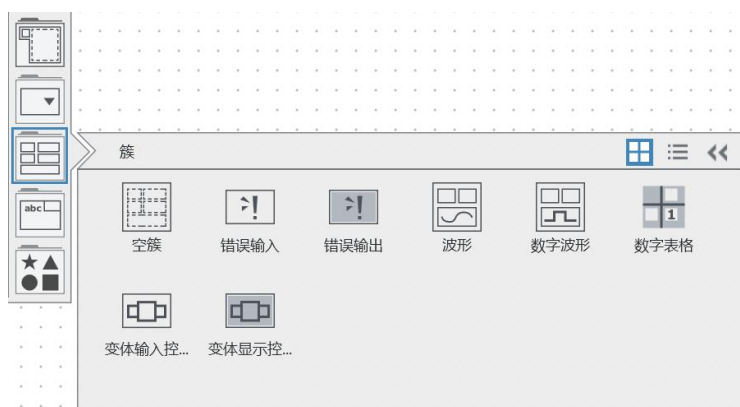 簇
abc
空簇
错误输入
错误输出
波形
数字波形
1
数字表格
变体输入控...
变体显示控...